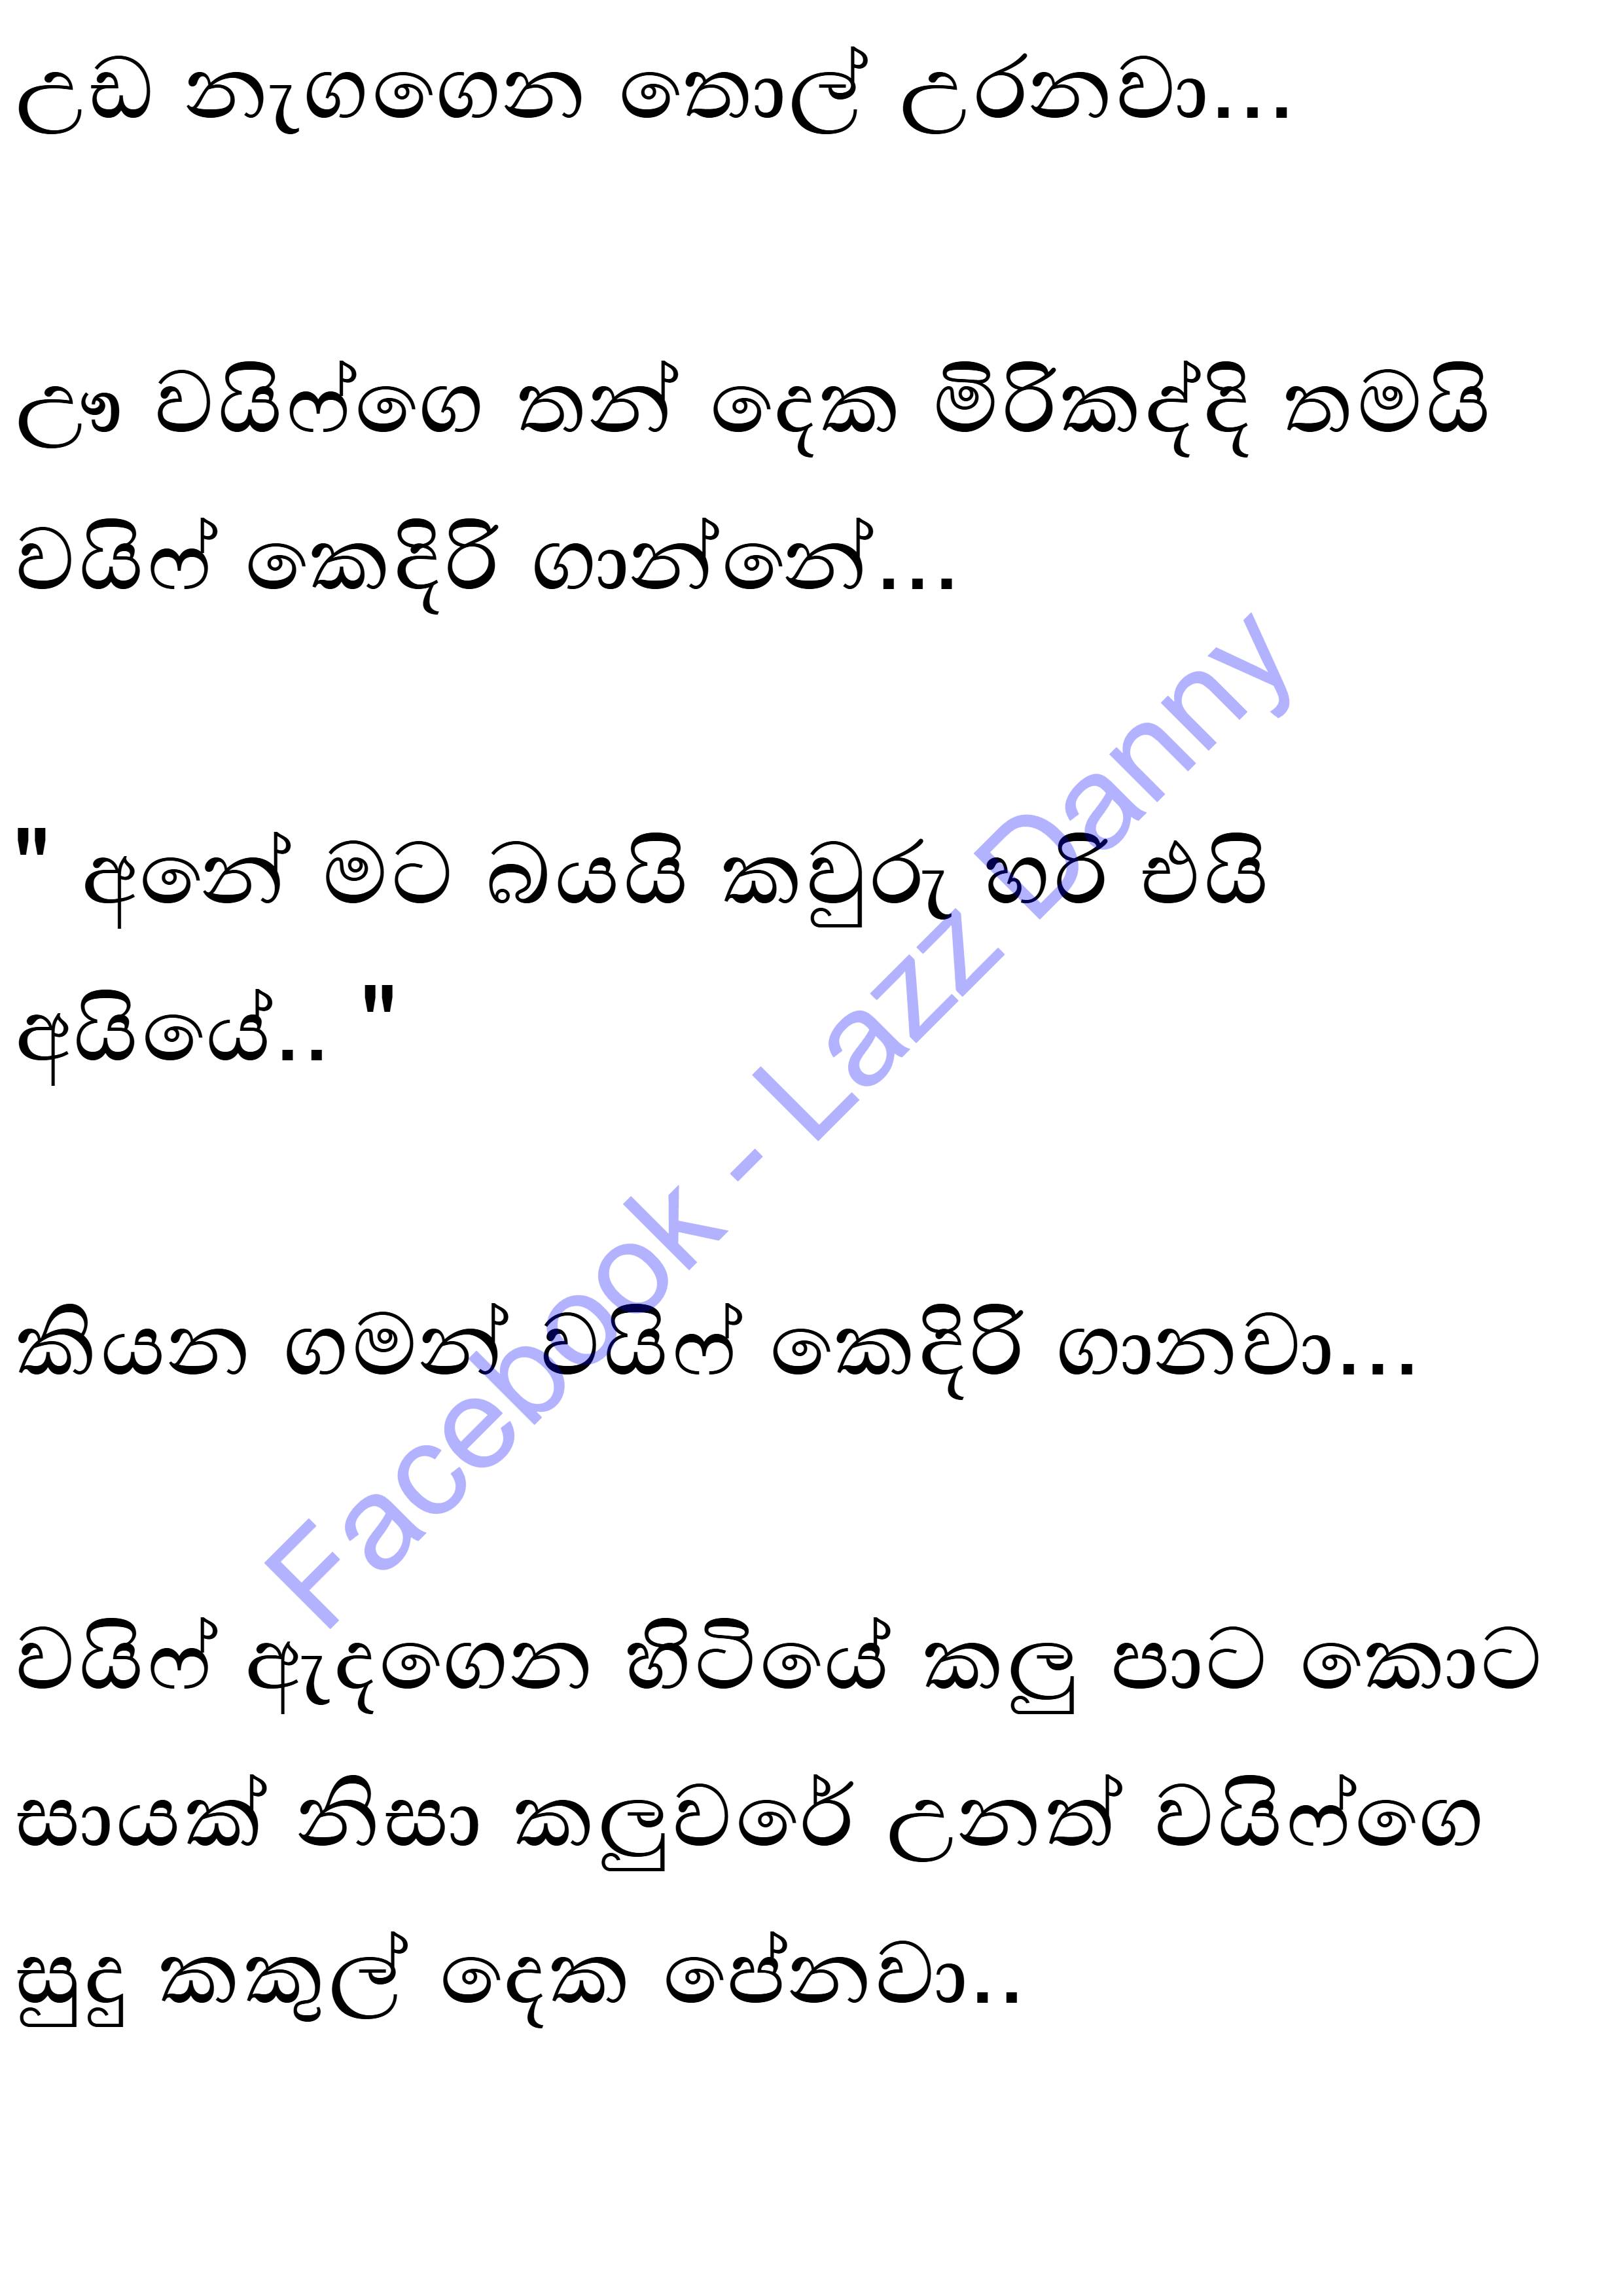 උඩ නැගගෙන තොල් උරනවා...
ඌ වයිෆ්ගෙ තන් දෙක මිරිකද්දි තමයි
වයිෆ් කෙදිරි ගාන්නේ...
" අනේ මට බයයි කවුරු හරි එයි
අයියේ.. "
කියන ගමන් වයිෆ් කෙදිරි ගානවා...
වයිෆ් ඇදගෙන හිටියේ කලු පාට කොට
සායක් නිසා කලුවරේ උනත් වයිෆ්ගෙ
සුදු කකුල් දෙක පේනවා..
Facebook - Lazz Danny